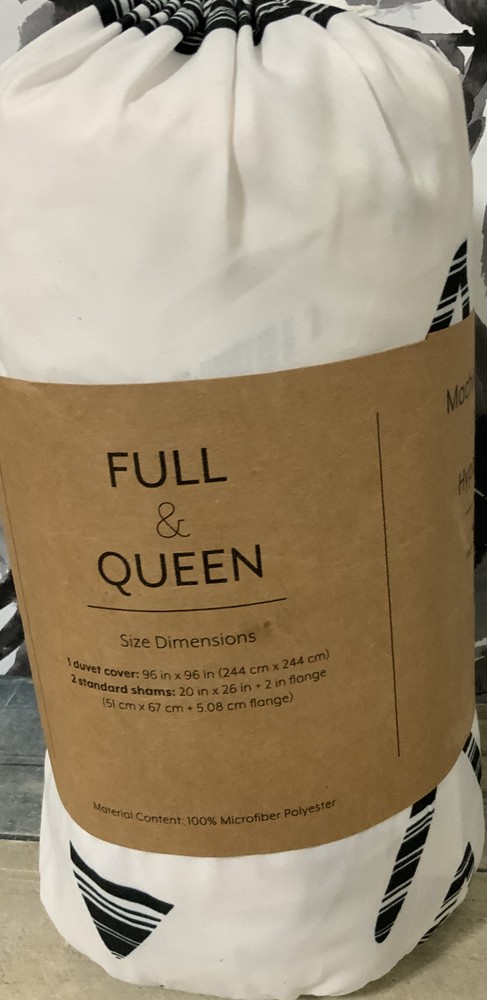 FULL
&
QUEEN
Size Dimensions
1 duvet cover: 96 in x 96 in (244 cm x 244 cm)
2 standard shams: 20 in x 26 in + 2 in flange
(51 cm x 67 cm + 5.08 cm flange)
Material Content: 100% Microfiber Polyester